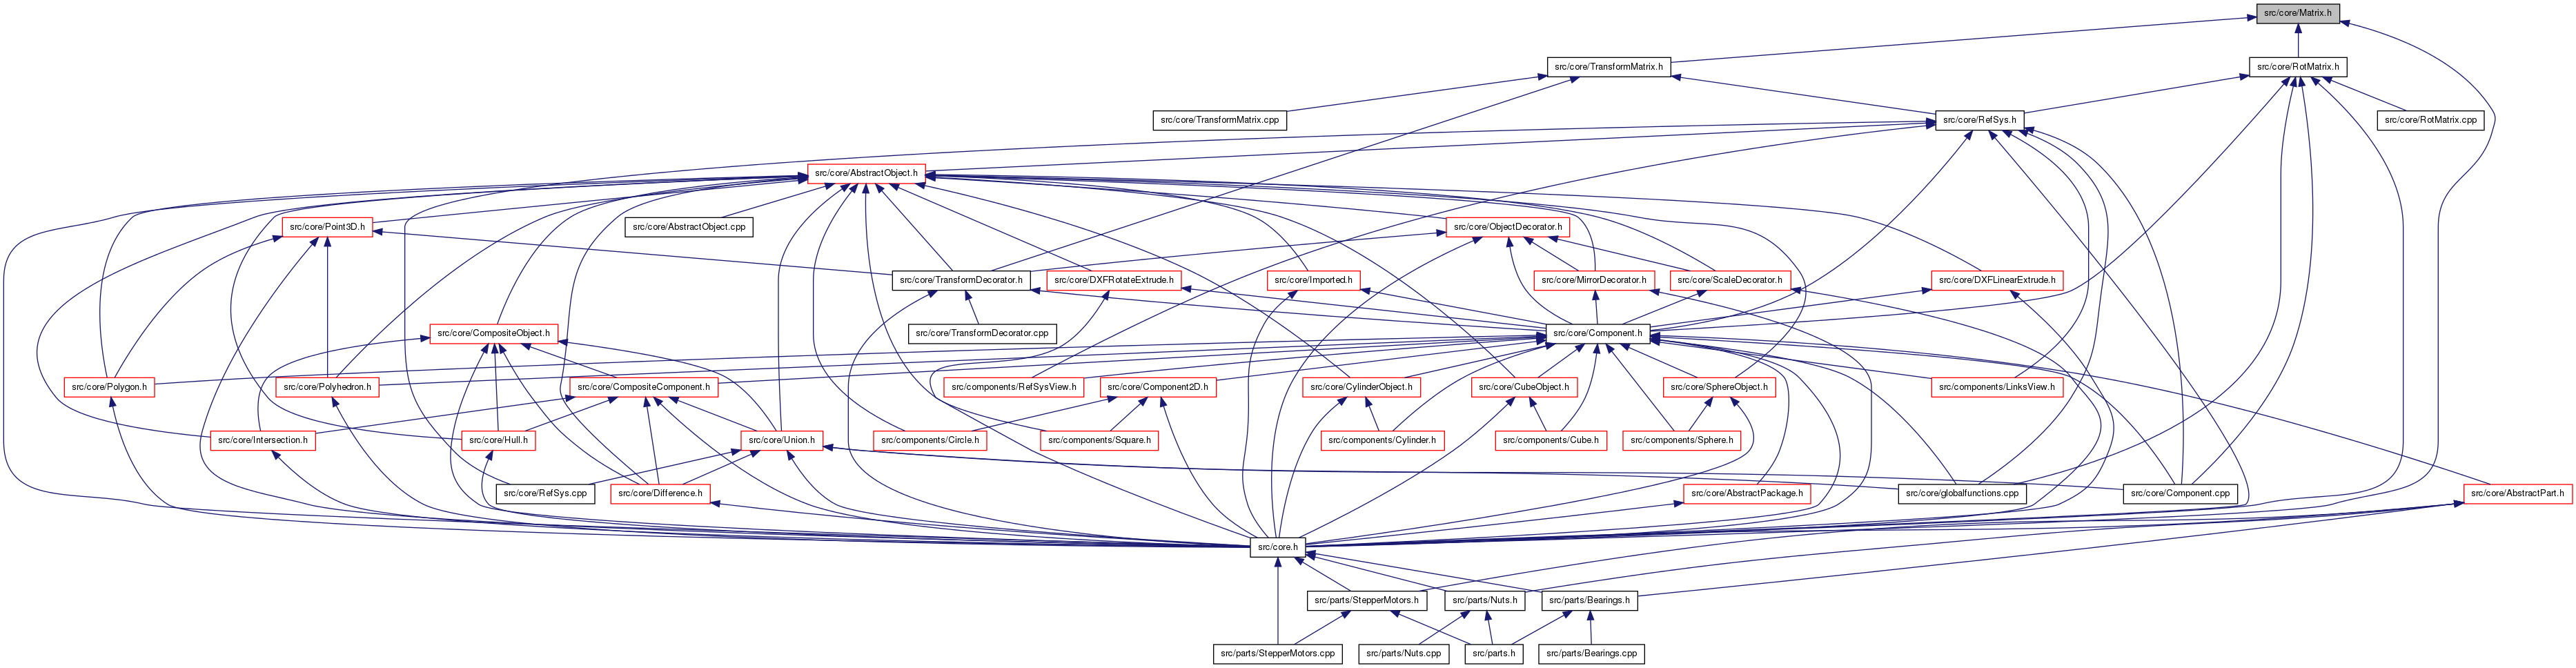 src/core/Matrix.h
src/core/TransformMatrix.h
src/core/RotMatrix.h
src/core/TransformMatrix.cpp
src/core/RefSys.h
src/core/RotMatrix.cpp
src/core/AbstractObject.h
src/core/Point3D.h
src/core/AbstractObject.cpp
src/core/ObjectDecorator.h
src/core/TransformDecorator.h
src/core/DXFRotateExtrude.h
src/core/Imported.h
src/core/MirrorDecorator.h
src/core/ScaleDecorator.h
src/core/DXFLinearExtrude.h
src/core/CompositeObject.h
src/core/TransformDecorator.cpp
src/core/Component.h
src/core/Polygon.h
src/core/Polyhedron.h
src/core/CompositeComponent.h
src/components/RefSysView.h
src/core/Component2D.h
src/core/CylinderObject.h
src/core/CubeObject.h
src/core/SphereObject.h
src/components/LinksView.h
src/core/Intersection.h
src/core/Hull.h
src/core/Union.h
src/components/Circle.h
src/components/Square.h
src/components/Cylinder.h
src/components/Cube.h
src/components/Sphere.h
src/core/RefSys.cpp
src/core/Difference.h
src/core/AbstractPackage.h
src/core/globalfunctions.cpp
src/core/Component.cpp
src/core/AbstractPart.h
src/core.h
src/parts/StepperMotors.h
src/parts/Nuts.h
src/parts/Bearings.h
src/parts/StepperMotors.cpp
src/parts/Nuts.cpp
src/parts.h
src/parts/Bearings.cpp